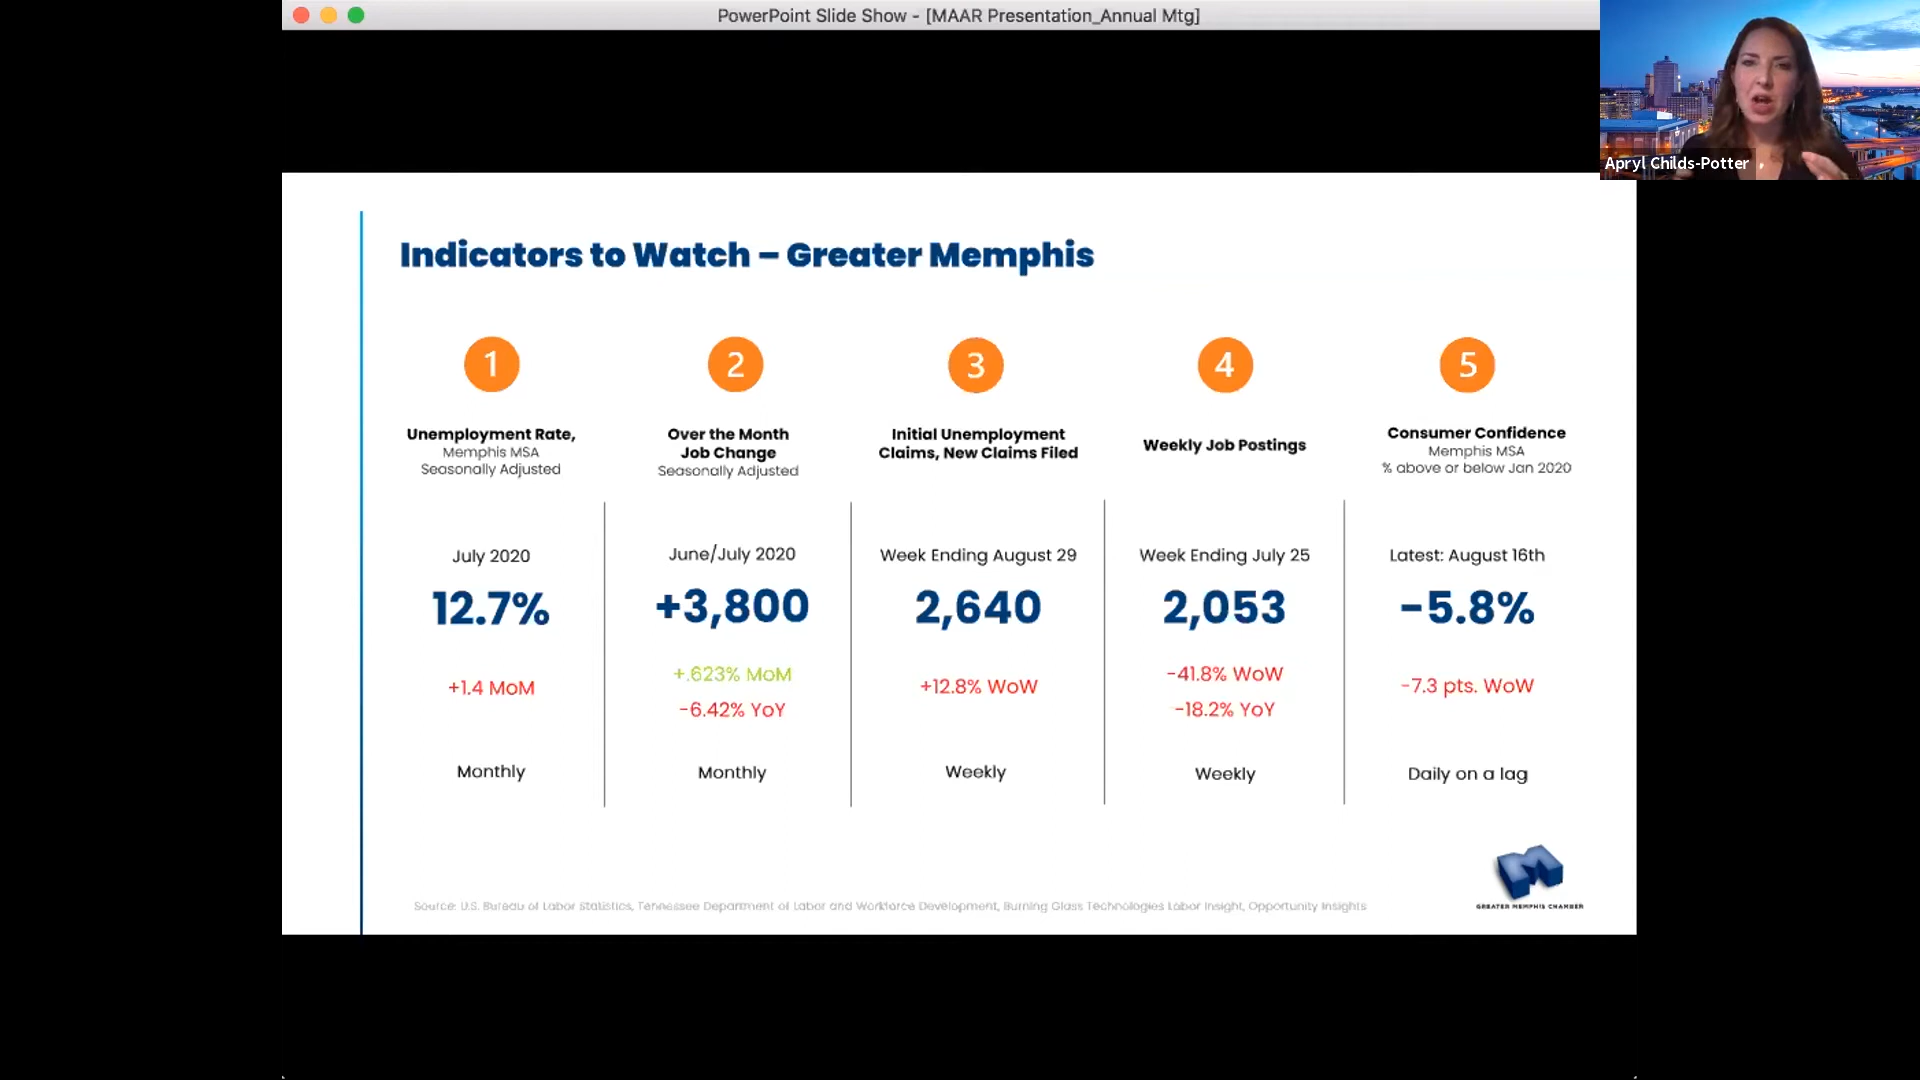 PowerPoint Slide Show - [MAAR Presentation_Annual Mtg]
Apryl Childs-Potter
Indicators to Watch – Greater Memphis
1
Unemployment Rate,
Memphis MSA
Seasonally Adjusted
July 2020
12.7%
+1.4 MoM
Monthly
2
Over the Month
Job Change
Seasonally Adjusted
June/July 2020
+3,800
+.623% MoM
-6.42% YoY
Monthly
3
Initial Unemployment
Claims, New Claims Filed
Week Ending August 29
2,640
+12.8% WoW
Weekly
4
Weekly Job Postings
Week Ending July 25
2,053
-41.8% WoW
-18.2% YoY
Weekly
5
Consumer Confidence
Memphis MSA
% above or below Jan 2020
Latest: August 16th
-5.8%
-7.3 pts. WoW
Daily on a lag
Source: U.S. Bureau of Labor Statistics, Tennessee Department of Labor and Workforce Development, Burning Glass Technologies Labor Insight, Opportunity Insights
GREATER MEMPHIS CHAMBER